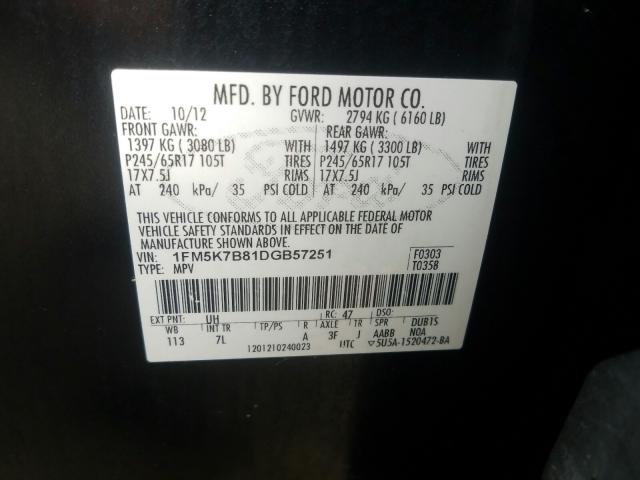 MFD. BY FORD MOTOR CO.
DATE: 10/12 GVWR: 2794 KG ( 6160 LB)
FRONT GAWR: REAR GAWR:
1397 KG ( 3080 LB) WITH 1497 KG ( 3300 LB) WITH
P245/65R17 105T TIRES P245/65R17 105T TIRES
17X7.5J RIMS 17X7.5J RIMS
AT 240 kPa/ 35 PSI COLD AT 240 kPa/ 35 PSI COLD
THIS VEHICLE CONFORMS TO ALL APPLICABLE FEDERAL MOTOR
VEHICLE SAFETY STANDARDS IN EFFECT ON THE DATE OF
MANUFACTURE SHOWN ABOVE.
VIN: 1FM5K7B81DGB57251 F0303
TYPE: MPV T0358
EXT PNT: UH RC: 47 DSO:
WB INT TR TP/PS R AXLE TR SPR DUB1S
113 7L A 3F J AABB NOA
1201210240023 UTC 5U5A-1520472-BA